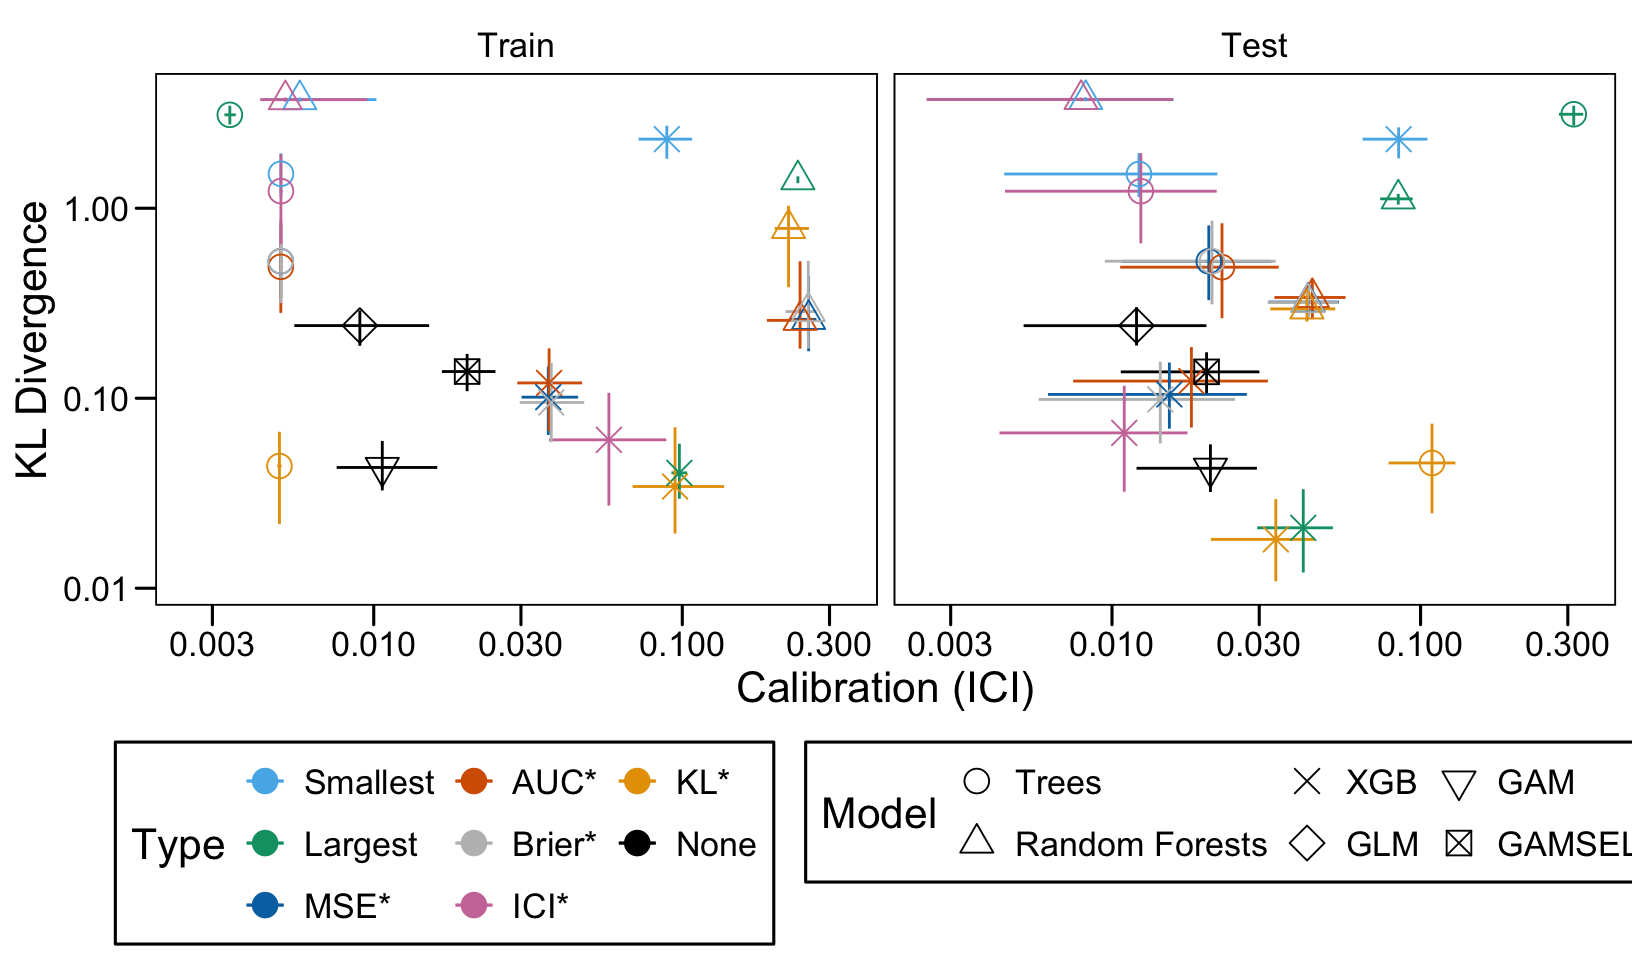 Train
Test
KL Divergence
1.00
0.10
0.01
0.003 0.010 0.030 0.100 0.300
0.003 0.010 0.030 0.100 0.300
Calibration (ICI)
Type
Smallest AUC* KL*
Largest Brier* None
MSE* ICI*
Model
Trees XGB GAM
Random Forests GLM GAMSEL